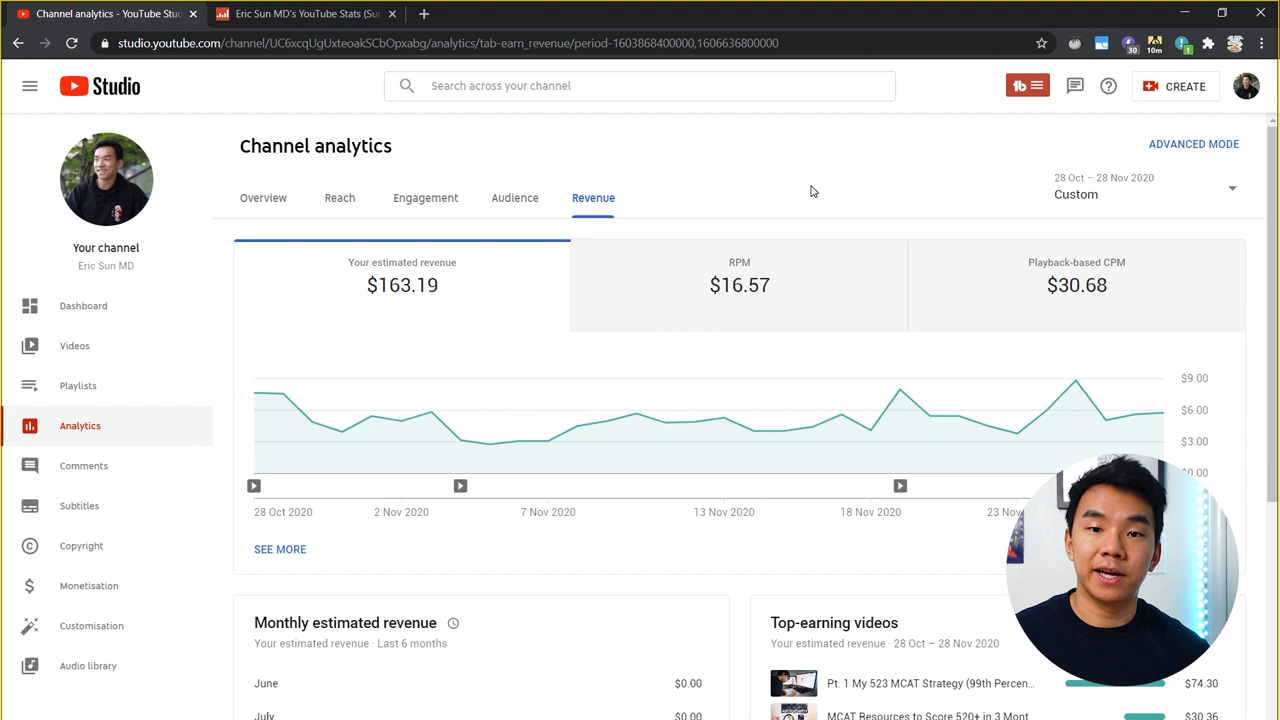 Channel analytics - YouTube Stu
Eric Sun MD's YouTube Stats (Su
studio.youtube.com/channel/UC6xcqUgUxteoakSCbOpxabg/analytics/tab-earn_revenue/period-1603868400000,1606636800000
30
10m
1
Studio
Search across your channel
tb
CREATE
Channel analytics
ADVANCED MODE
28 Oct – 28 Nov 2020
Custom
Overview
Reach
Engagement
Audience
Revenue
Your channel
Eric Sun MD
Dashboard
Videos
Playlists
Analytics
Comments
Subtitles
Copyright
Monetisation
Customisation
Audio library
Your estimated revenue
$163.19
RPM
$16.57
Playback-based CPM
$30.68
$9.00
$6.00
$3.00
$0.00
28 Oct 2020
2 Nov 2020
7 Nov 2020
13 Nov 2020
18 Nov 2020
23 Nov
SEE MORE
Monthly estimated revenue
Your estimated revenue · Last 6 months
June
$0.00
July
$0.00
Top-earning videos
Your estimated revenue · 28 Oct – 28 Nov 2020
Pt. 1 My 523 MCAT Strategy (99th Percen...
$74.30
MCAT Resources to Score 520+ in 3 Mont
$30.36